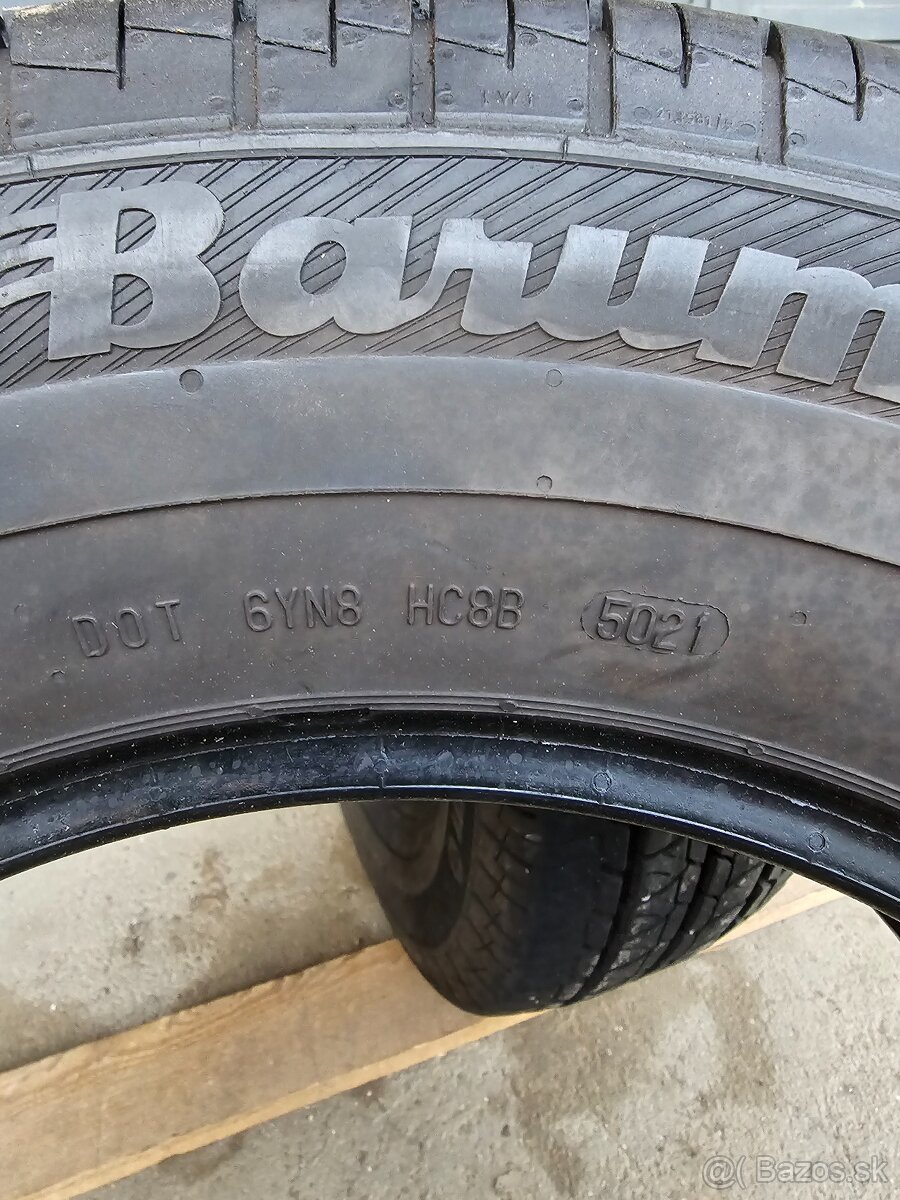 Barum
DOT 6YN8 HC8B 5021
@( Bazos.sk